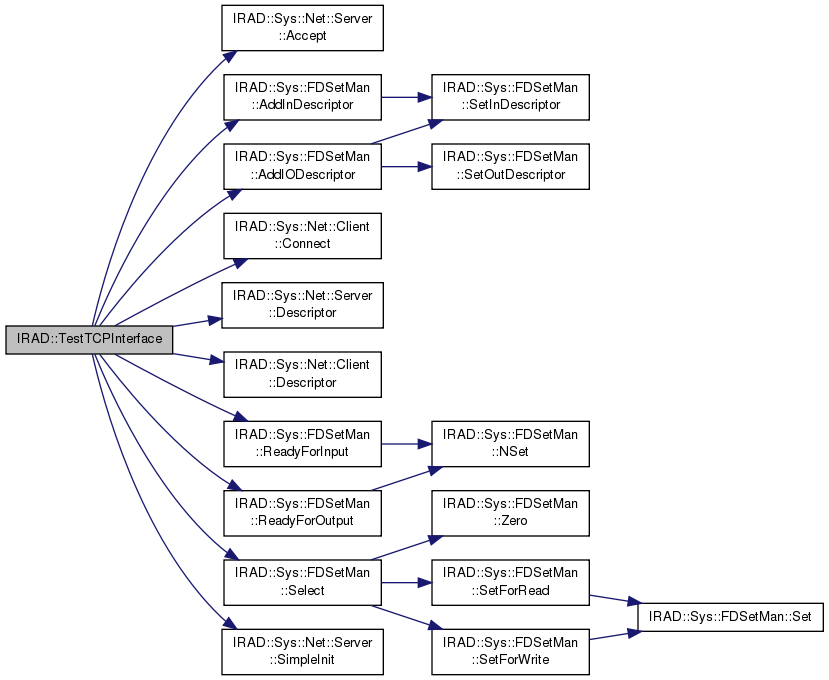 IRAD::Sys::Net::Server
::Accept
IRAD::Sys::FDSetMan
::AddInDescriptor
IRAD::Sys::FDSetMan
::SetInDescriptor
IRAD::Sys::FDSetMan
::AddIODescriptor
IRAD::Sys::FDSetMan
::SetOutDescriptor
IRAD::Sys::Net::Client
::Connect
IRAD::Sys::Net::Server
::Descriptor
IRAD::TestTCPInterface
IRAD::Sys::Net::Client
::Descriptor
IRAD::Sys::FDSetMan
::ReadyForInput
IRAD::Sys::FDSetMan
::NSet
IRAD::Sys::FDSetMan
::ReadyForOutput
IRAD::Sys::FDSetMan
::Zero
IRAD::Sys::FDSetMan
::Select
IRAD::Sys::FDSetMan
::SetForRead
IRAD::Sys::FDSetMan::Set
IRAD::Sys::Net::Server
::SimpleInit
IRAD::Sys::FDSetMan
::SetForWrite